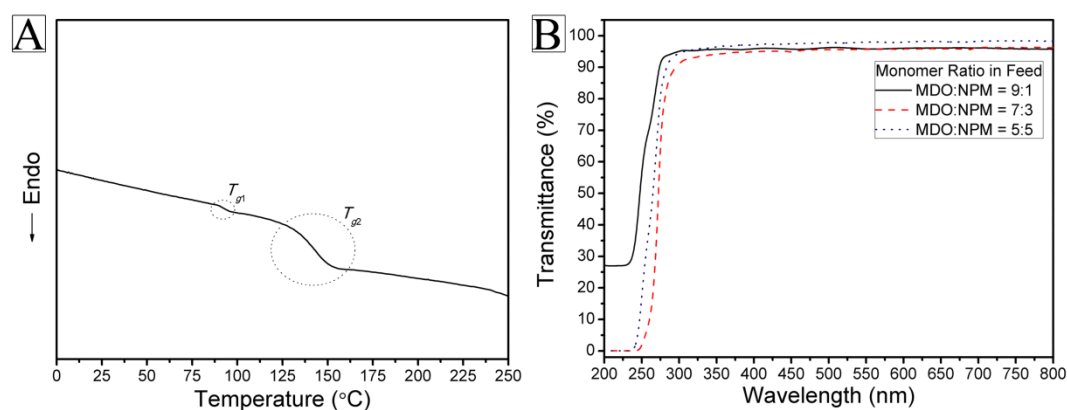 A
Endo
Tg1
Tg2
0 25 50 75 100 125 150 175 200 225 250
Temperature (°C)
B
Transmittance (%)
100
95
90
80
70
60
50
40
30
20
10
0
Monomer Ratio in Feed
MDO:NPM = 9:1
MDO:NPM = 7:3
MDO:NPM = 5:5
200 250 300 350 400 450 500 550 600 650 700 750 800
Wavelength (nm)